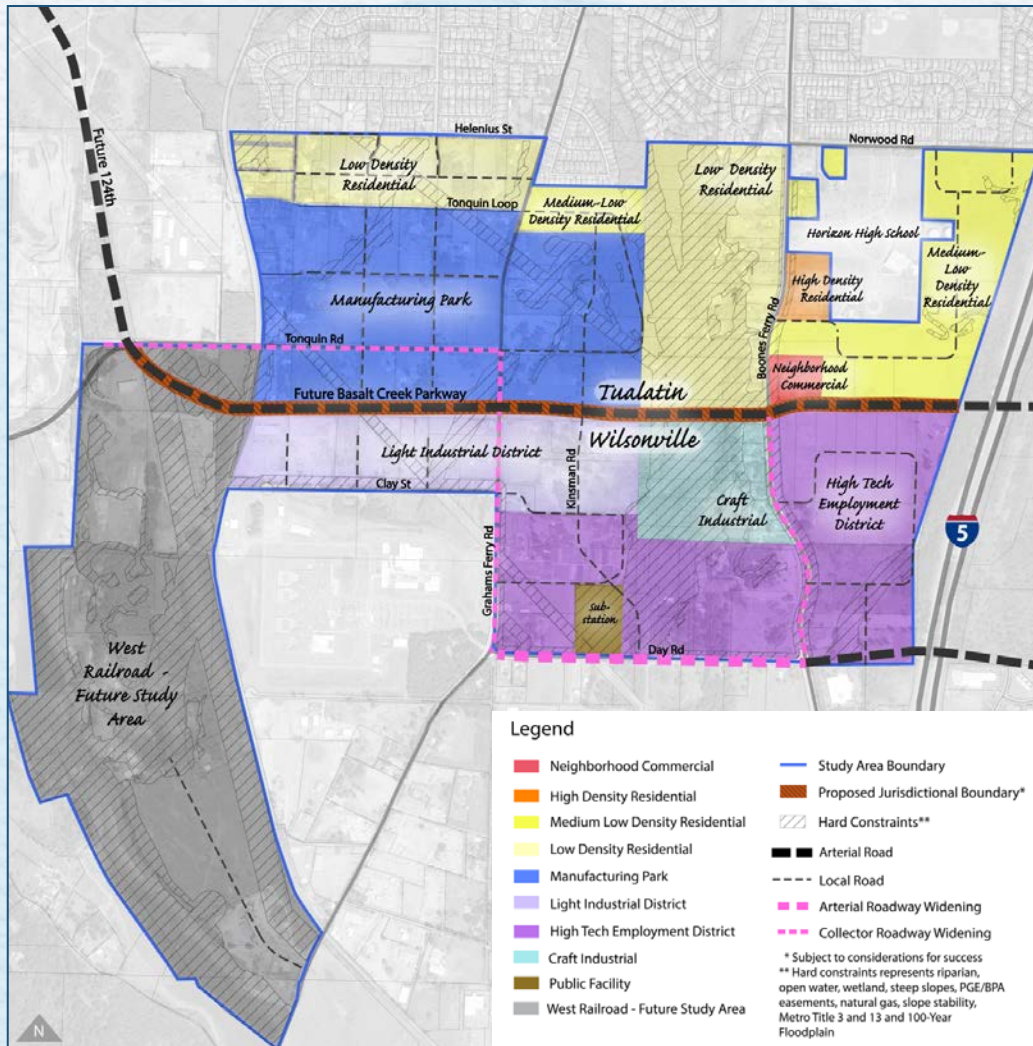 Future 124th
Helenius St
Norwood Rd
Low Density
Residential
Low Density
Residential
Tonquin Loop
Medium-Low
Density Residential
Horizon High School
Medium-
Low
Density
Residential
High Density
Residential
Manufacturing Park
Boones Ferry Rd
Tonquin Rd
Neighborhood
Commercial
Future Basalt Creek Parkway
Tualatin
Wilsonville
Light Industrial District
Kinsman Rd
Clay St
Craft
Industrial
High Tech
Employment
District
5
Grahams Ferry Rd
Sub-
station
Day Rd
West
Railroad -
Future Study
Area
N
Legend
Neighborhood Commercial
High Density Residential
Medium Low Density Residential
Low Density Residential
Manufacturing Park
Light Industrial District
High Tech Employment District
Craft Industrial
Public Facility
West Railroad - Future Study Area
Study Area Boundary
Proposed Jurisdictional Boundary*
Hard Constraints**
Arterial Road
Local Road
Arterial Roadway Widening
Collector Roadway Widening
* Subject to considerations for success
** Hard constraints represents riparian,
open water, wetland, steep slopes, PGE/BPA
easements, natural gas, slope stability,
Metro Title 3 and 13 and 100-Year
Floodplain